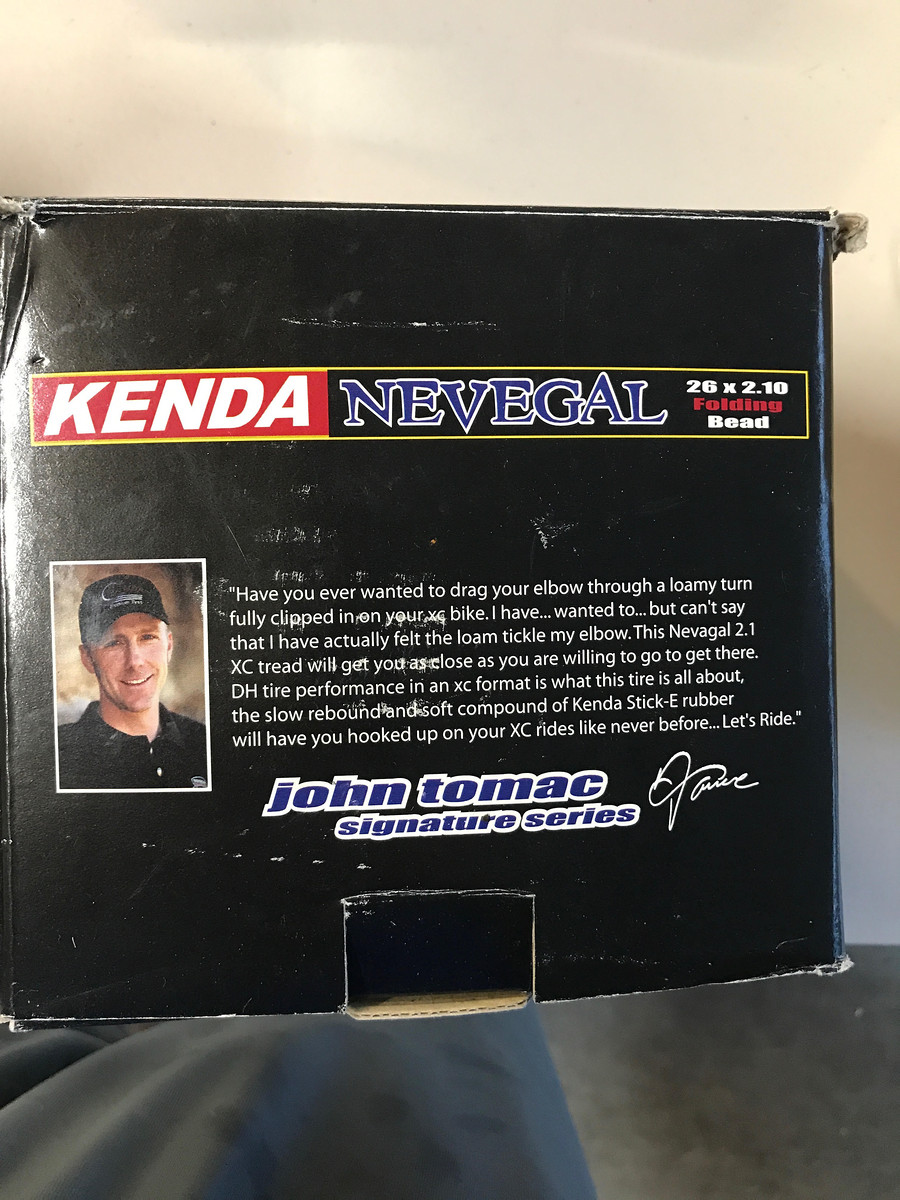 KENDA NEVEGAL 26 x 2.10
Folding
Bead
"Have you ever wanted to drag your elbow through a loamy turn
fully clipped in on your xc bike. I have... wanted to... but can't say
that I have actually felt the loam tickle my elbow. This Nevagal 2.1
XC tread will get you as close as you are willing to go to get there.
DH tire performance in an xc format is what this tire is all about,
the slow rebound and soft compound of Kenda Stick-E rubber
will have you hooked up on your XC rides like never before... Let's Ride."
john tomac
signature series